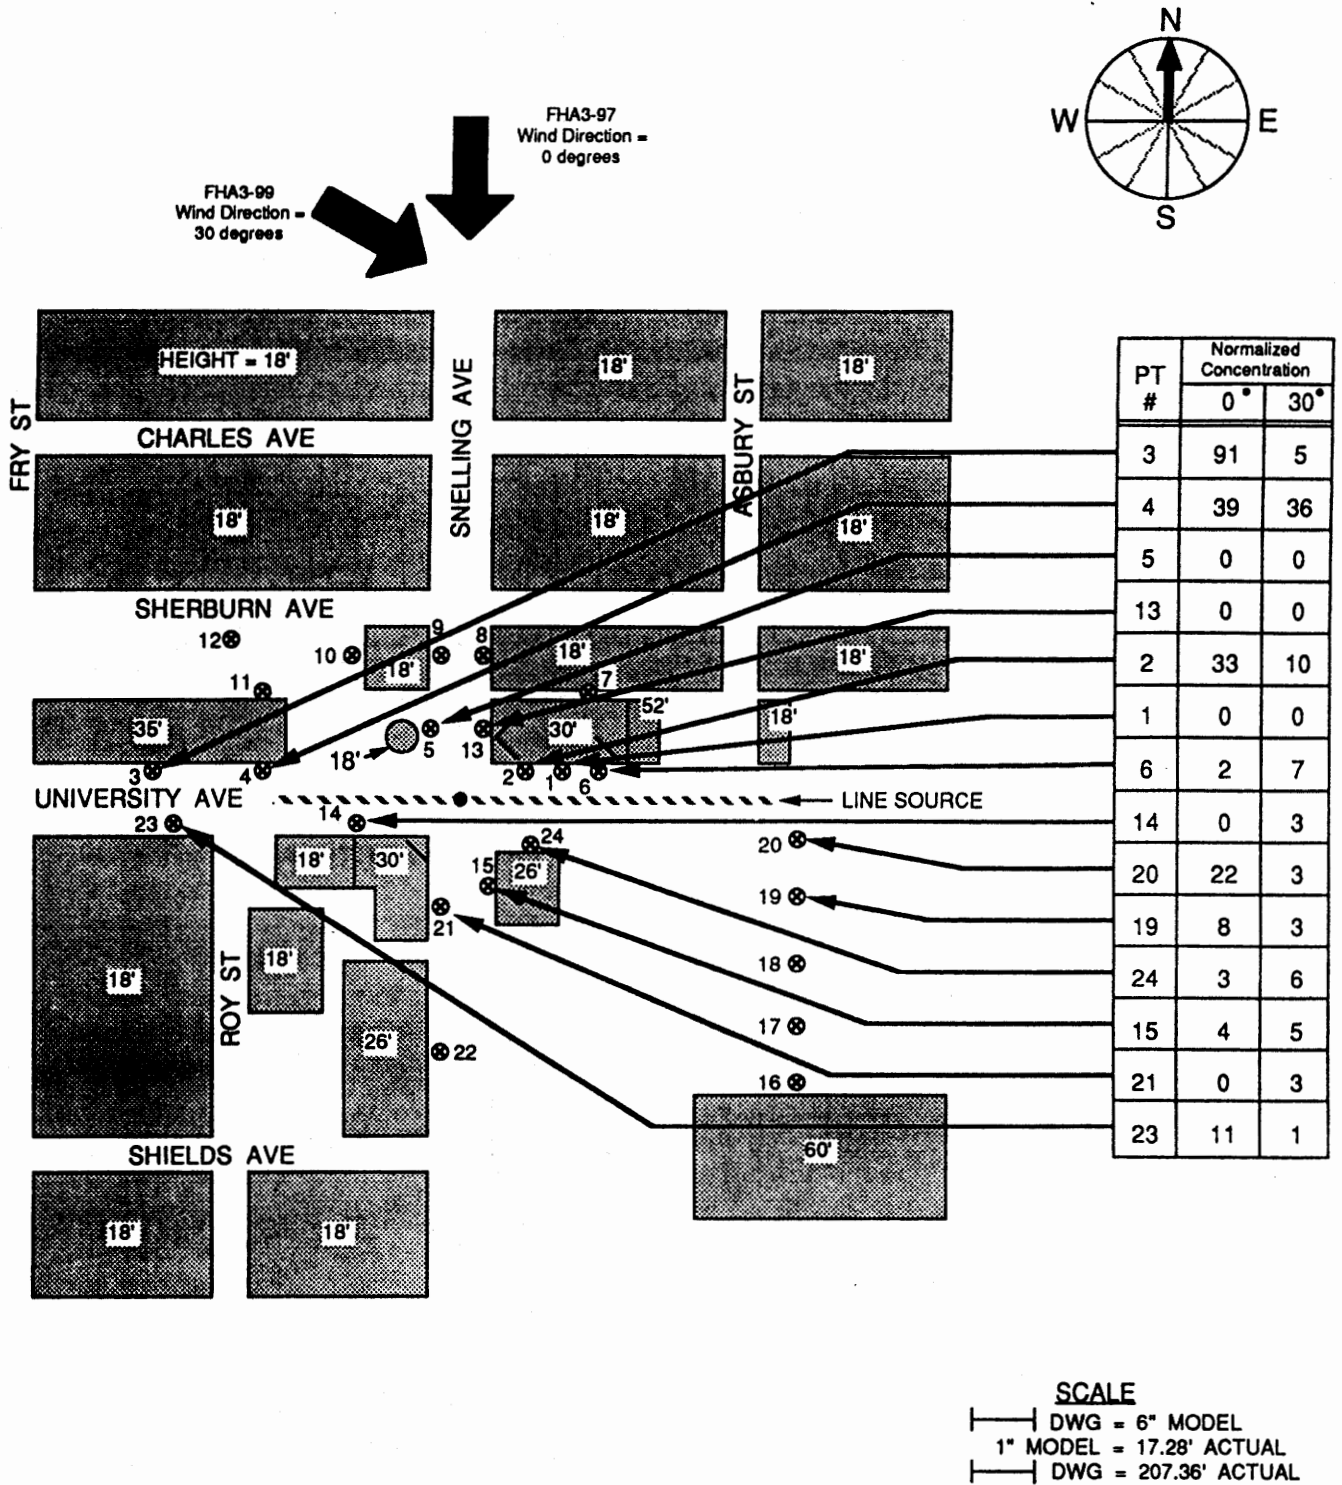 N
W
E
S
FHA3-97
Wind Direction =
0 degrees
FHA3-99
Wind Direction =
30 degrees
HEIGHT = 18'
18'
18'
FRY ST
CHARLES AVE
SNELLING AVE
ASBURY ST
18'
18'
18'
SHERBURN AVE
12
10
18'
9
8
18'
18'
11
7
35'
18'
5
13
30'
52'
18'
3
4
2
1
6
UNIVERSITY AVE
LINE SOURCE
23
14
18'
30'
15
24
26'
20
19
21
18
17
16
18'
ROY ST
18'
26'
22
60'
SHIELDS AVE
18'
18'
PT # Normalized Concentration
0° 30°
3 91 5
4 39 36
5 0 0
13 0 0
2 33 10
1 0 0
6 2 7
14 0 3
20 22 3
19 8 3
24 3 6
15 4 5
21 0 3
23 11 1
SCALE
DWG = 6" MODEL
1" MODEL = 17.28' ACTUAL
DWG = 207.36' ACTUAL